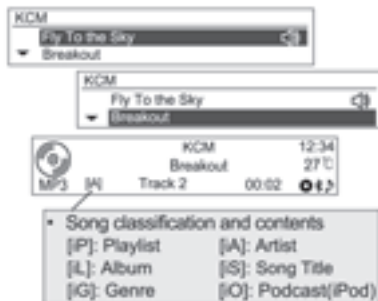 KCM
Fly To the Sky
Breakout
KCM
Fly To the Sky
Breakout
KCM 12:34
Breakout 27℃
MP3 [iA] Track 2 00:02
• Song classification and contents
[iP]: Playlist [iA]: Artist
[iL]: Album [iS]: Song Title
[iG]: Genre [iO]: Podcast(iPod)